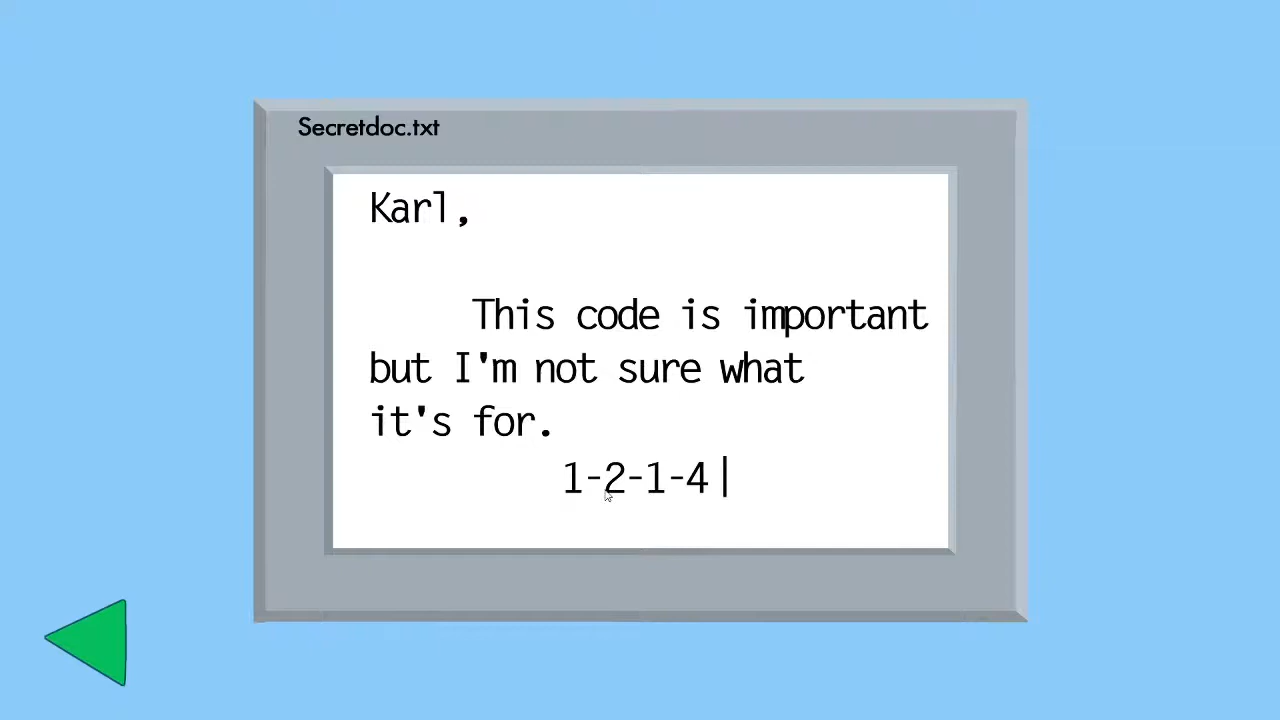 Secretdoc.txt
Karl,
This code is important
but I'm not sure what
it's for.
1-2-1-4